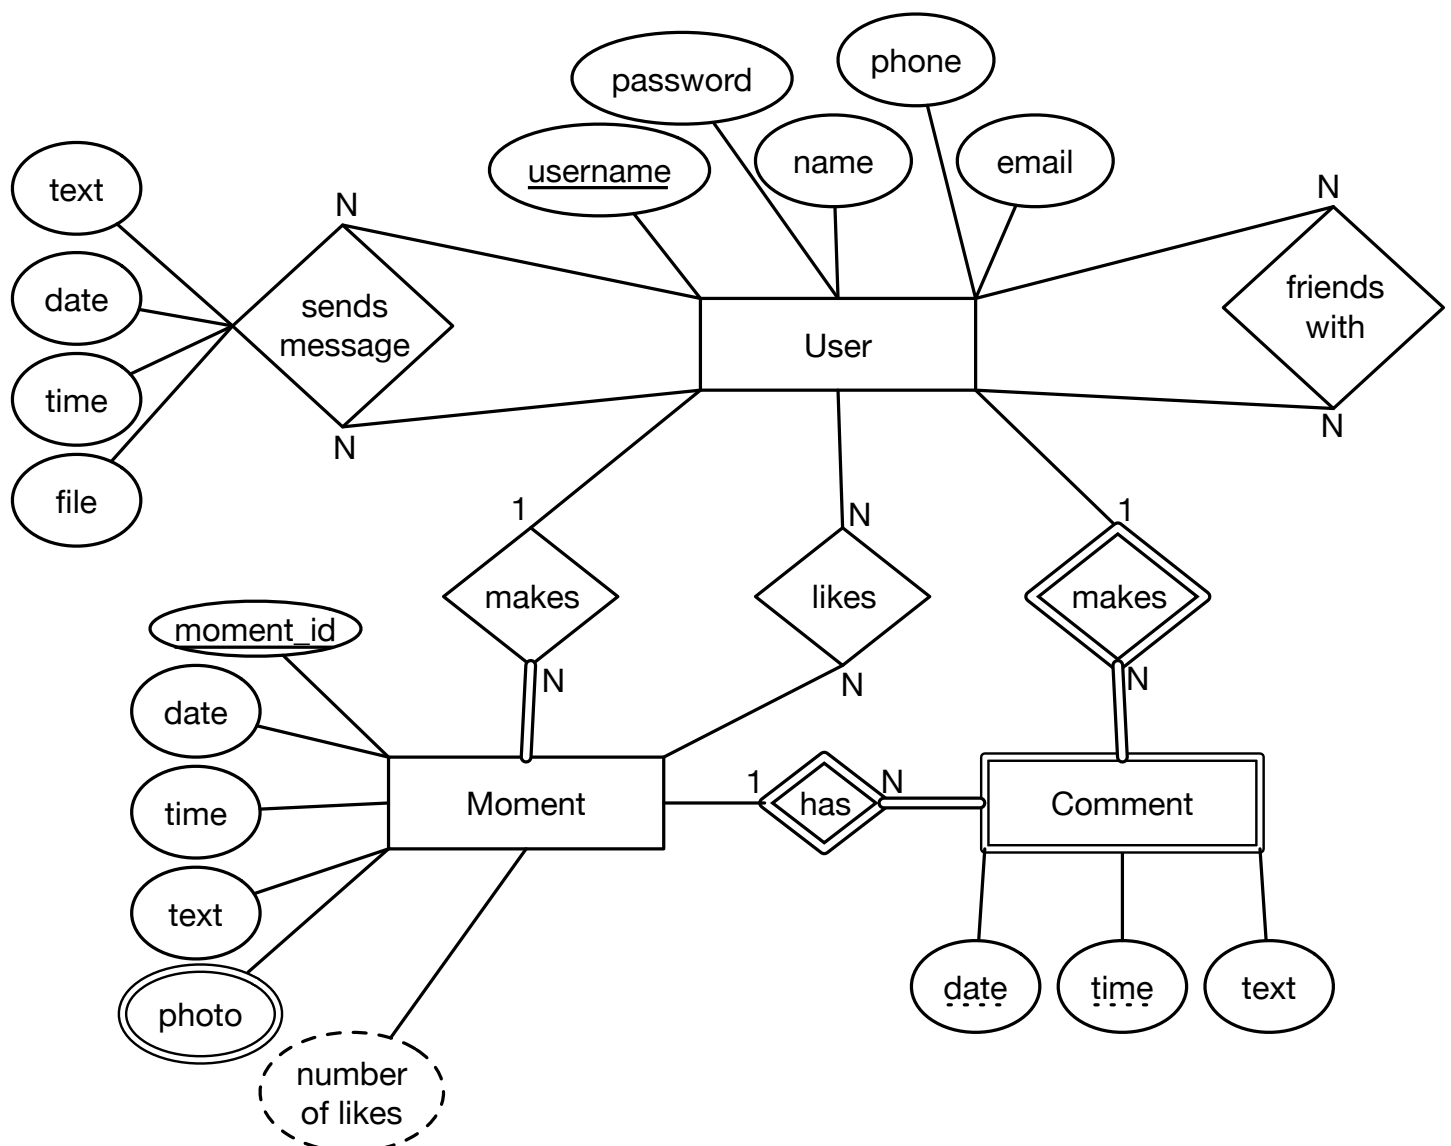 phone
password
name
email
username
text
N
N
date
sends
message
friends
with
User
time
N
N
file
1
N
1
makes
likes
makes
moment_id
N
N
N
date
time
Moment
1
has
N
Comment
text
photo
date
time
text
number
of likes